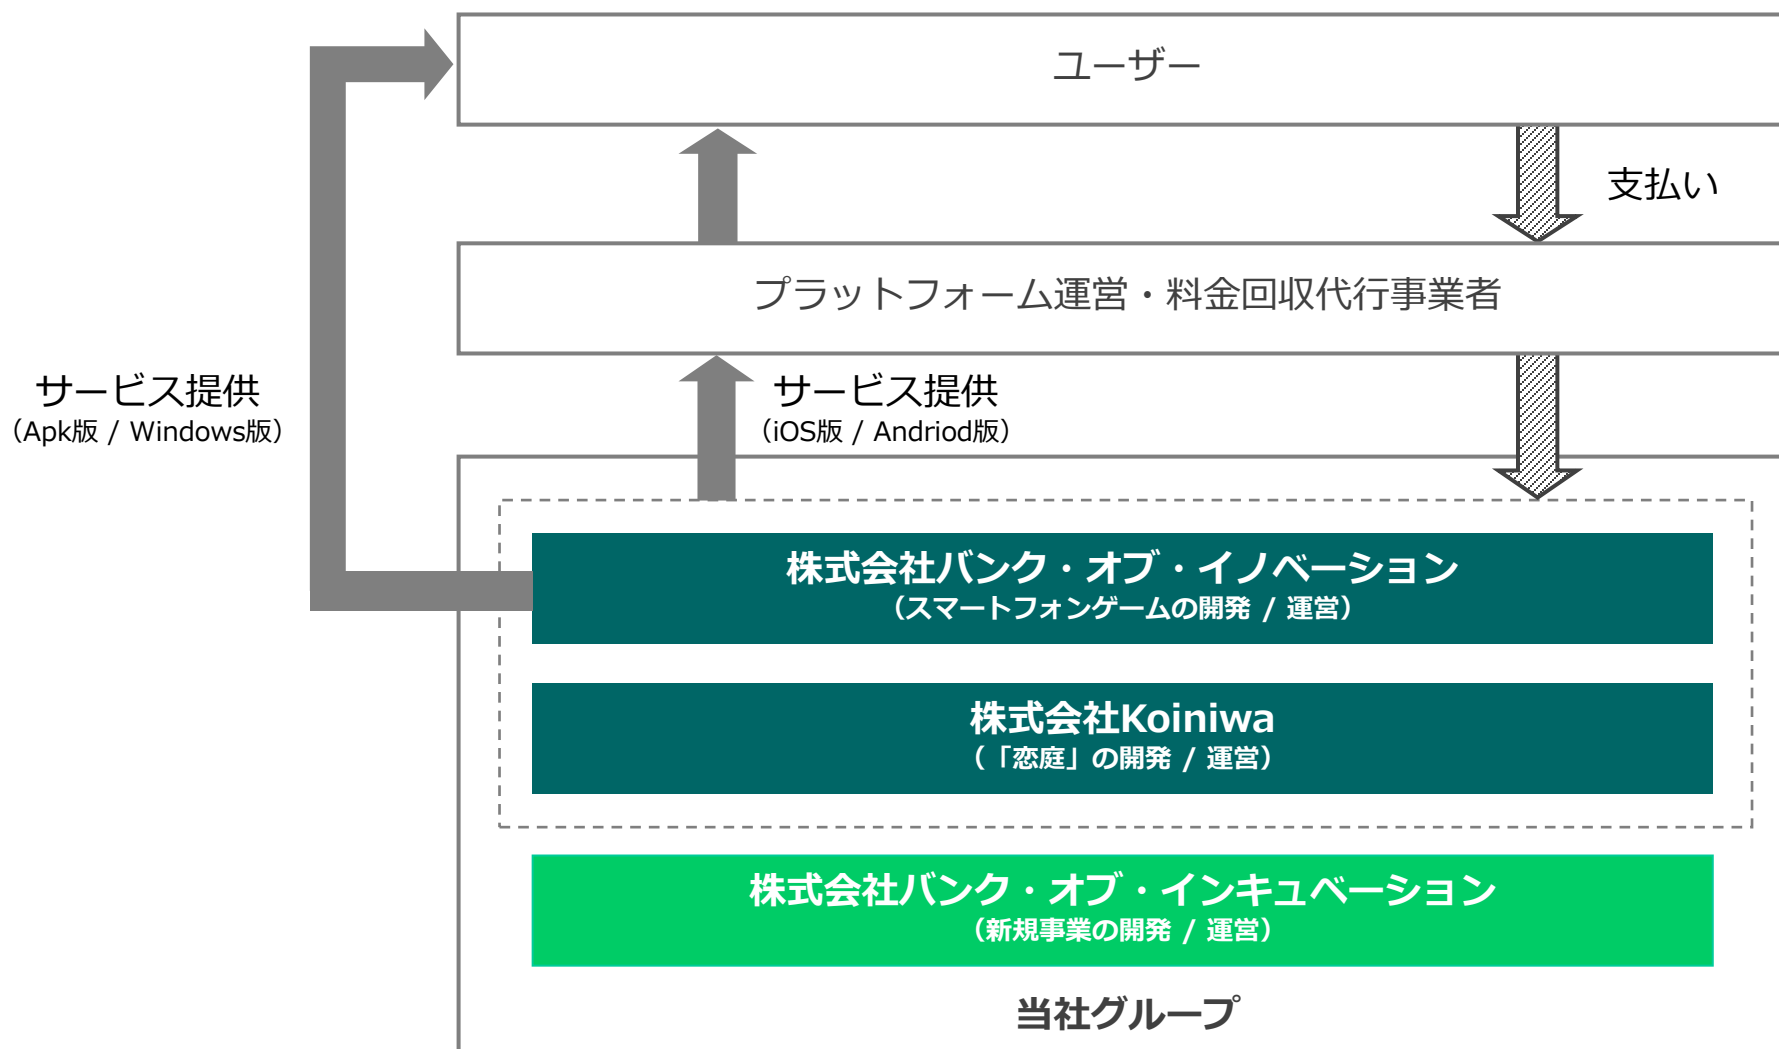 ユーザー
支払い
プラットフォーム運営・料金回収代行事業者
サービス提供
（Apk版 / Windows版）
サービス提供
（iOS版 / Andriod版）
株式会社バンク・オブ・イノベーション
（スマートフォンゲームの開発 / 運営）
株式会社Koiniwa
（「恋庭」の開発 / 運営）
株式会社バンク・オブ・インキュベーション
（新規事業の開発 / 運営）
当社グループ